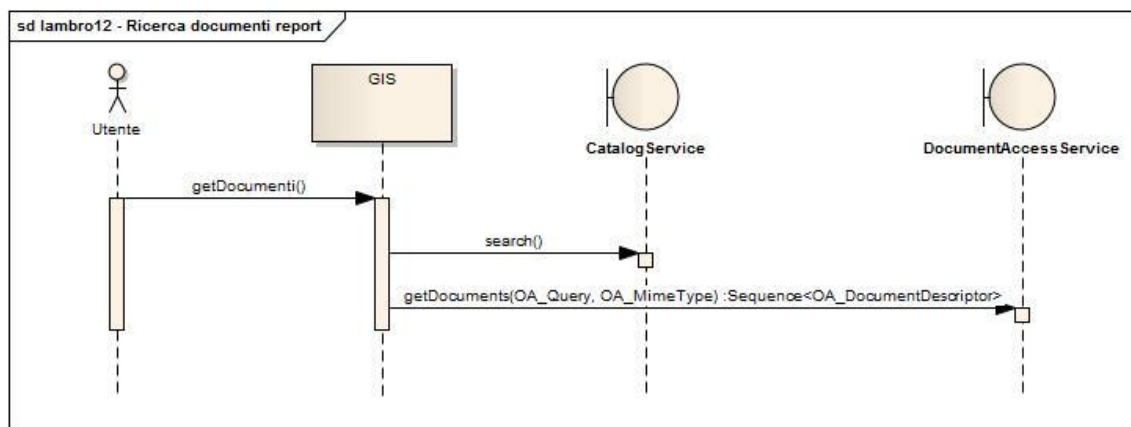 sd lambro12 - Ricerca documenti report
Utente
GIS
CatalogService
DocumentAccessService
getDocumenti()
search()
getDocuments(OA_Query, OA_MimeType) :Sequence<OA_DocumentDescriptor>